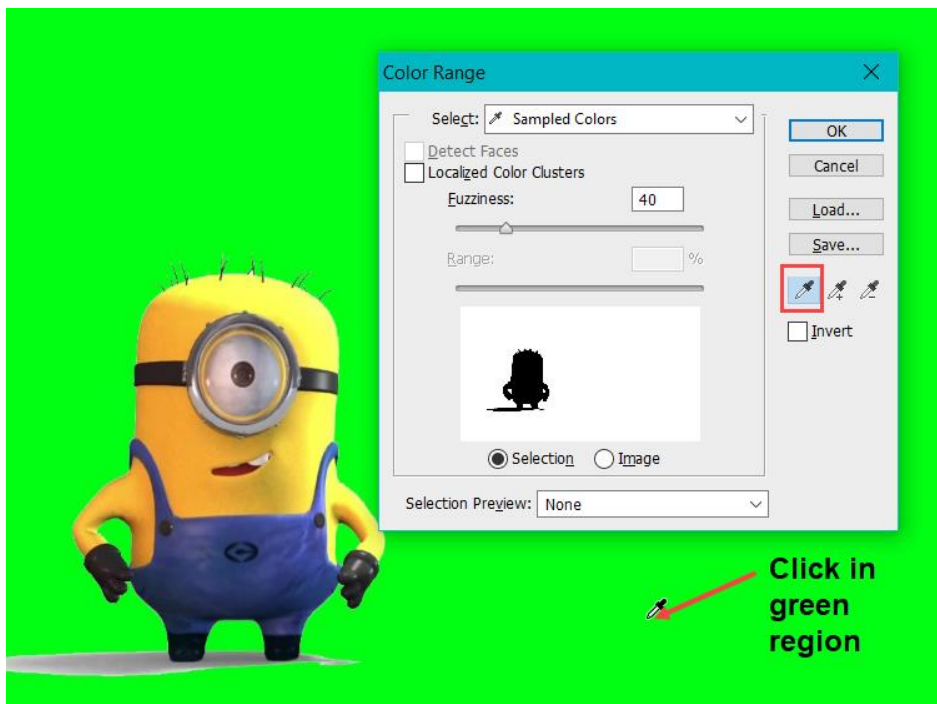 Color Range
Select: Sampled Colors
OK
Detect Faces
Cancel
Localized Color Clusters
Fuzziness: 40
Load...
Save...
Range: %
Invert
Selection Image
Selection Preview: None
Click in
green
region